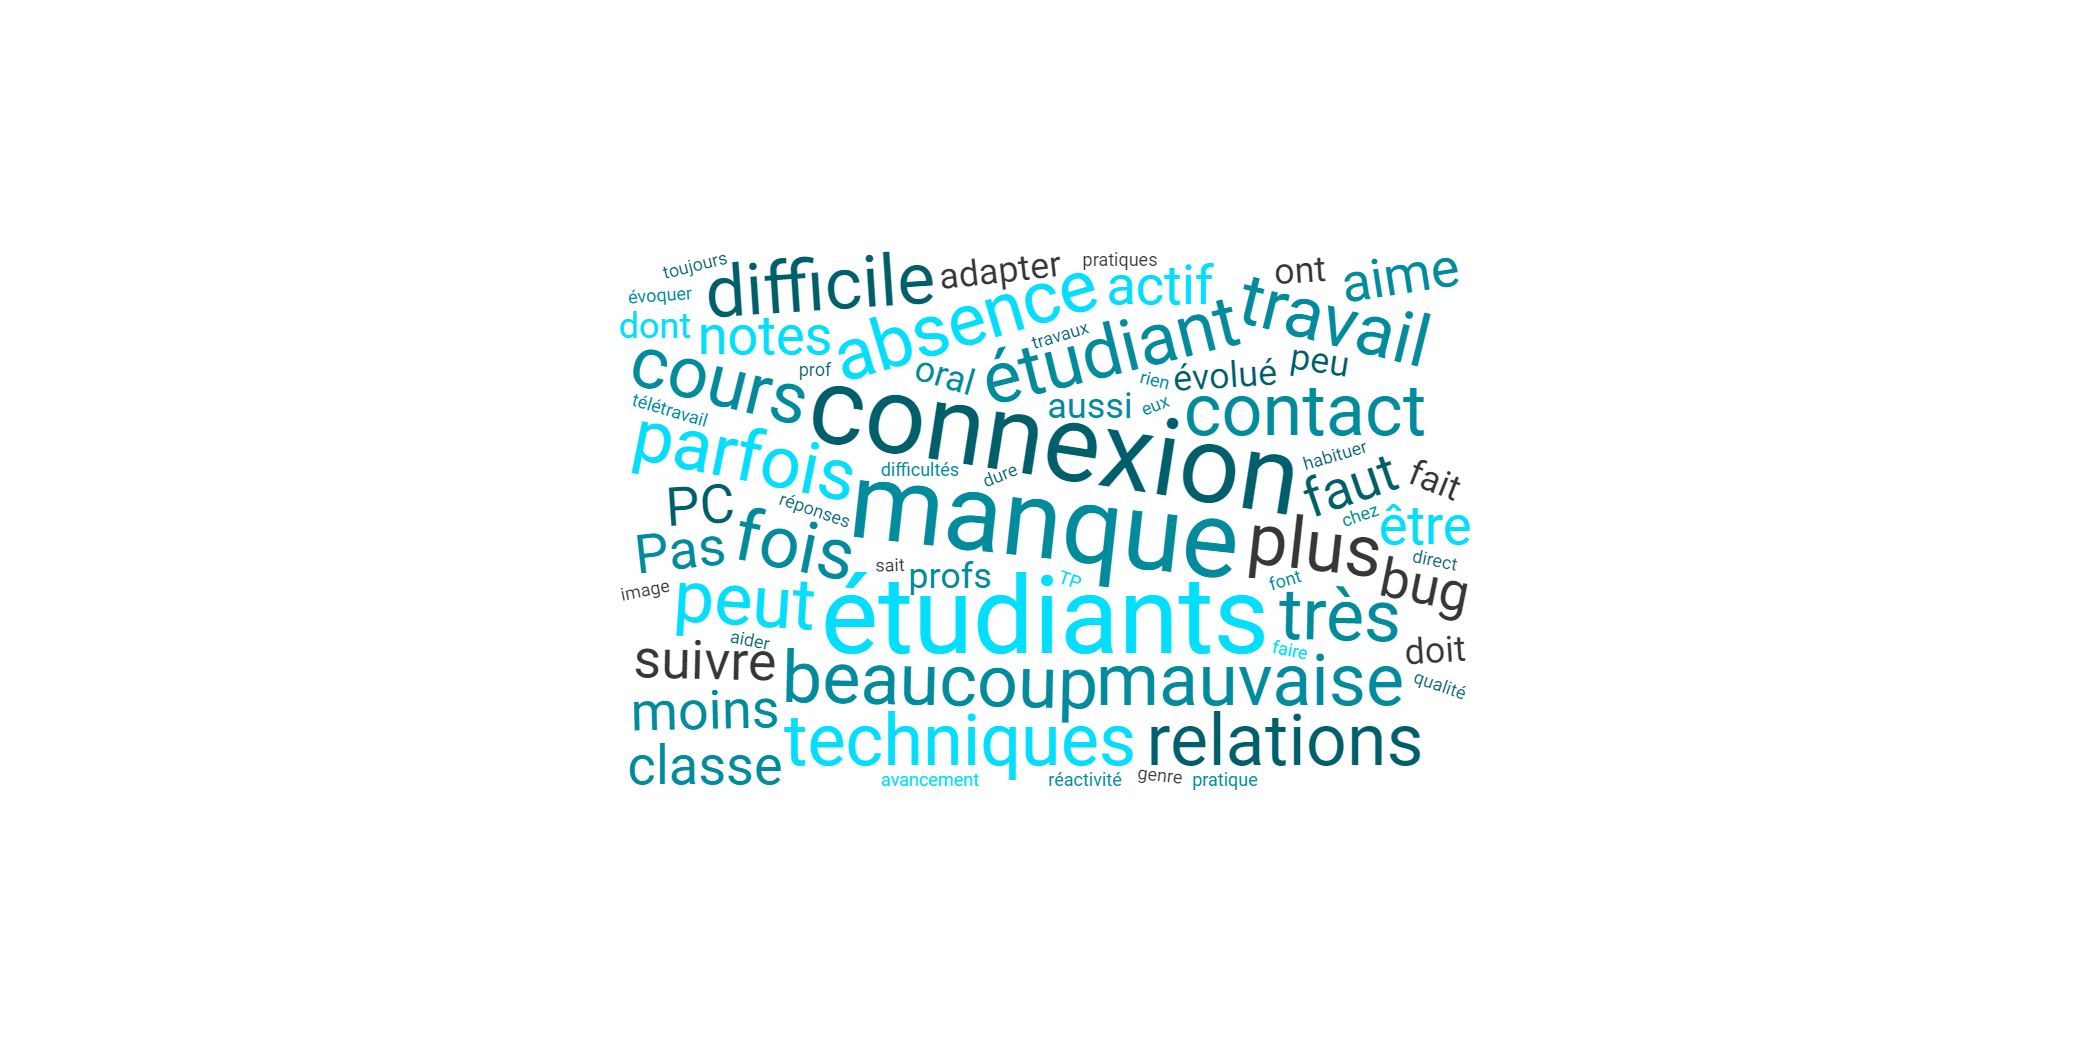 toujours
difficile
adapter
pratiques
évoquer
absence
actif
ont
aime
dont
notes
travaux
étudiant
travail
cours
prof
oral
rien
évolué
peu
télétravail
connexion
aussi
eux
contact
parfois
difficultés
dure
habituer
faut
fait
PC
réponses
manque
chez
être
Pas
fois
sait
profs
plus
direct
image
peut
TP
font
bug
étudiants
très
aider
suivre
faire
doit
beaucoup
mauvaise
qualité
moins
techniques
relations
classe
avancement
réactivité
genre
pratique